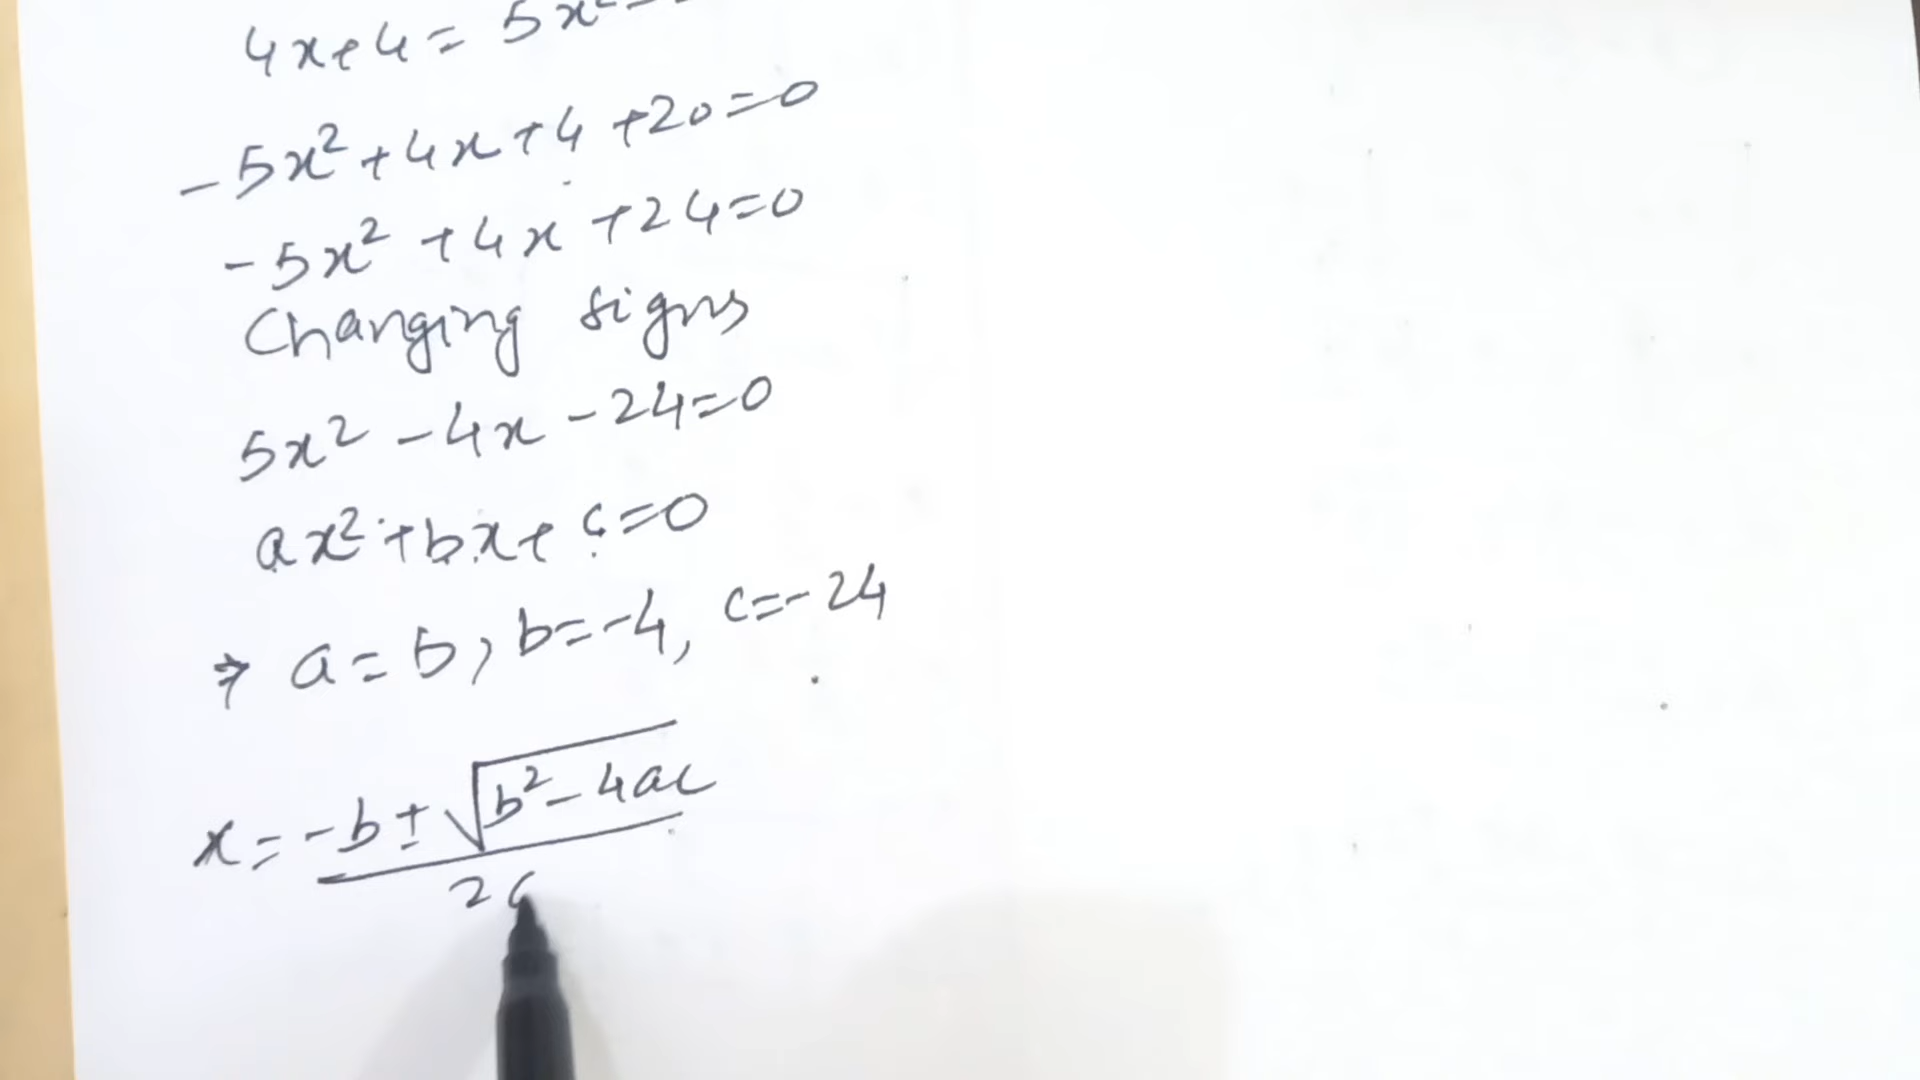 4x+4= 5x²-
-5x²+4x+4+20=0
-5x²+4x+24=0
Changing signs
5x²-4x-24=0
ax²+bx+c=0
⇒ a=5, b=-4, c=-24
x= -b±√b²-4ac
2a